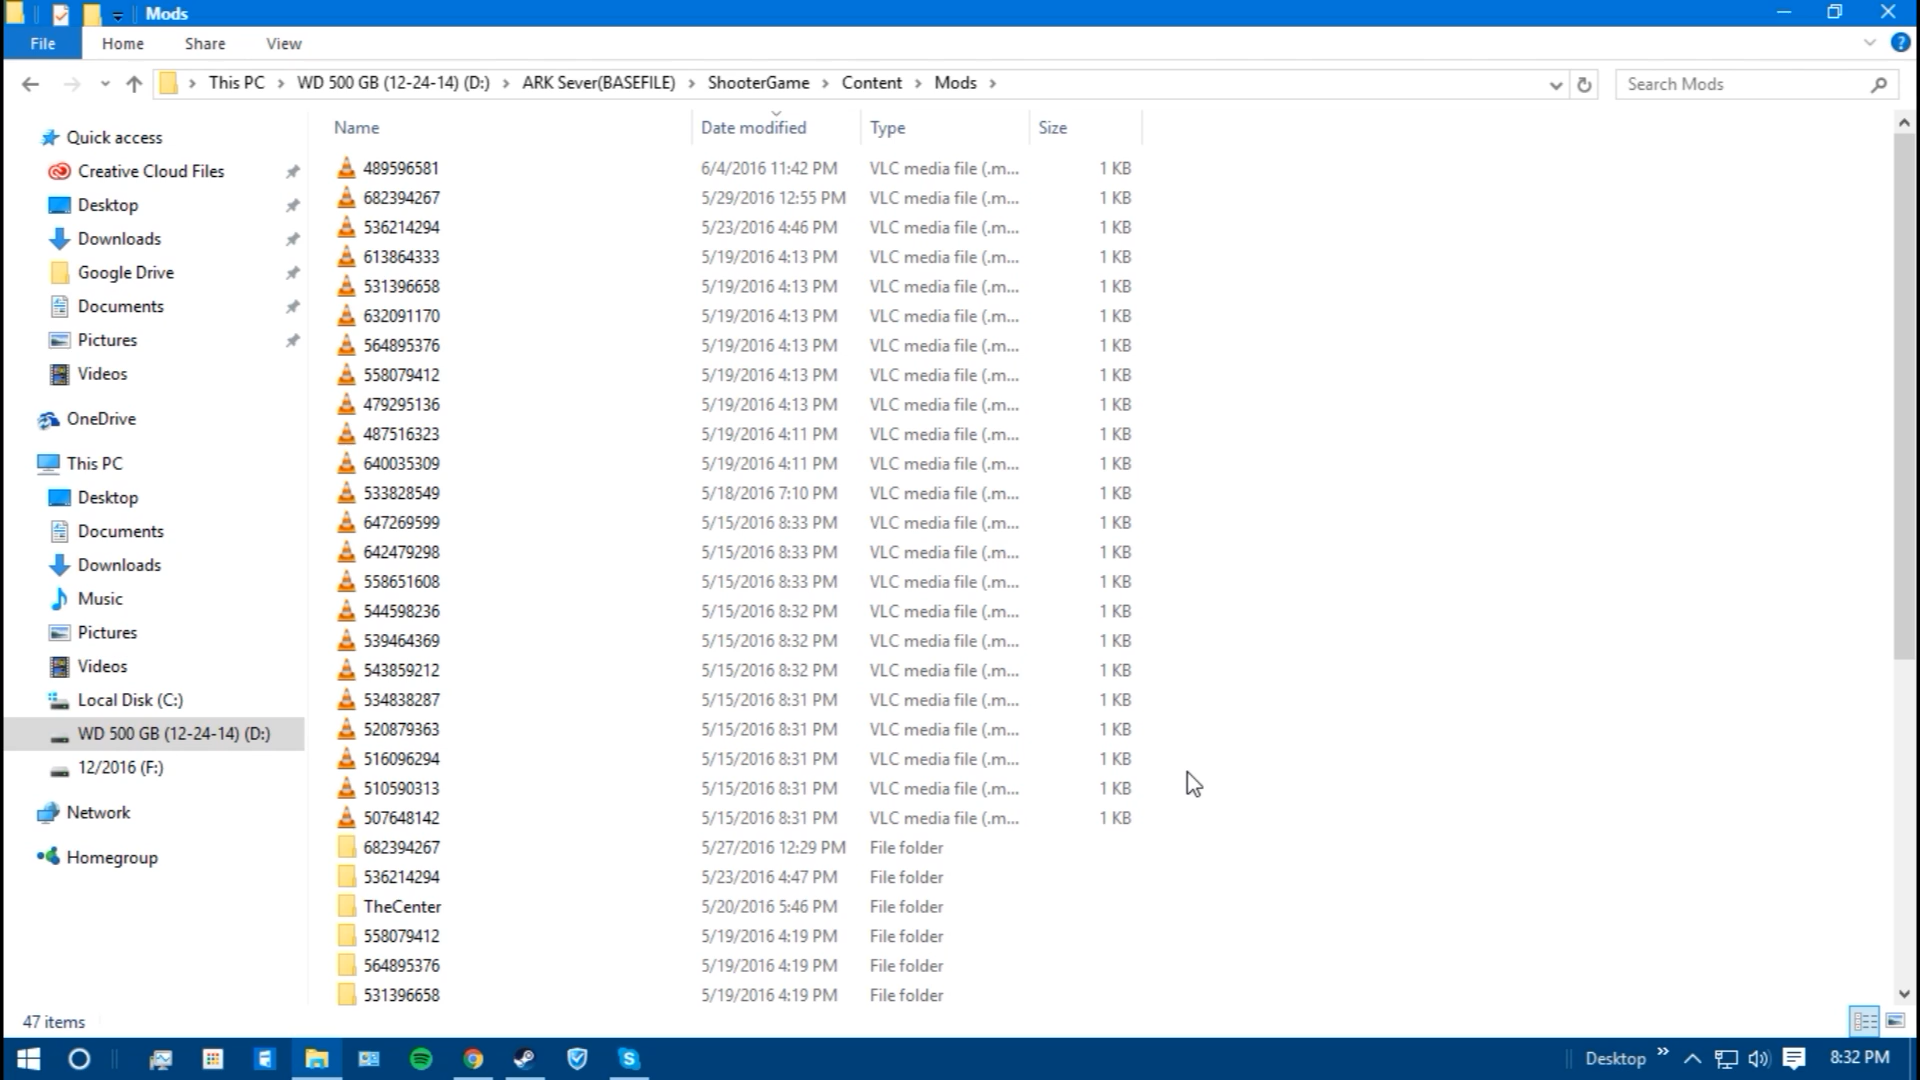 Mods
File Home Share View
This PC WD 500 GB (12-24-14) (D:) ARK Sever(BASEFILE) ShooterGame Content Mods
Search Mods
Name Date modified Type Size
Quick access
Creative Cloud Files
Desktop
Downloads
Google Drive
Documents
Pictures
Videos
OneDrive
This PC
Desktop
Documents
Downloads
Music
Pictures
Videos
Local Disk (C:)
WD 500 GB (12-24-14) (D:)
12/2016 (F:)
Network
Homegroup
489596581 6/4/2016 11:42 PM VLC media file (.m... 1 KB
682394267 5/29/2016 12:55 PM VLC media file (.m... 1 KB
536214294 5/23/2016 4:46 PM VLC media file (.m... 1 KB
613864333 5/19/2016 4:13 PM VLC media file (.m... 1 KB
531396658 5/19/2016 4:13 PM VLC media file (.m... 1 KB
632091170 5/19/2016 4:13 PM VLC media file (.m... 1 KB
564895376 5/19/2016 4:13 PM VLC media file (.m... 1 KB
558079412 5/19/2016 4:13 PM VLC media file (.m... 1 KB
479295136 5/19/2016 4:13 PM VLC media file (.m... 1 KB
487516323 5/19/2016 4:11 PM VLC media file (.m... 1 KB
640035309 5/19/2016 4:11 PM VLC media file (.m... 1 KB
533828549 5/18/2016 7:10 PM VLC media file (.m... 1 KB
647269599 5/15/2016 8:33 PM VLC media file (.m... 1 KB
642479298 5/15/2016 8:33 PM VLC media file (.m... 1 KB
558651608 5/15/2016 8:33 PM VLC media file (.m... 1 KB
544598236 5/15/2016 8:32 PM VLC media file (.m... 1 KB
539464369 5/15/2016 8:32 PM VLC media file (.m... 1 KB
543859212 5/15/2016 8:32 PM VLC media file (.m... 1 KB
534838287 5/15/2016 8:31 PM VLC media file (.m... 1 KB
520879363 5/15/2016 8:31 PM VLC media file (.m... 1 KB
516096294 5/15/2016 8:31 PM VLC media file (.m... 1 KB
510590313 5/15/2016 8:31 PM VLC media file (.m... 1 KB
507648142 5/15/2016 8:31 PM VLC media file (.m... 1 KB
682394267 5/27/2016 12:29 PM File folder
536214294 5/23/2016 4:47 PM File folder
TheCenter 5/20/2016 5:46 PM File folder
558079412 5/19/2016 4:19 PM File folder
564895376 5/19/2016 4:19 PM File folder
531396658 5/19/2016 4:19 PM File folder
47 items
Desktop 8:32 PM